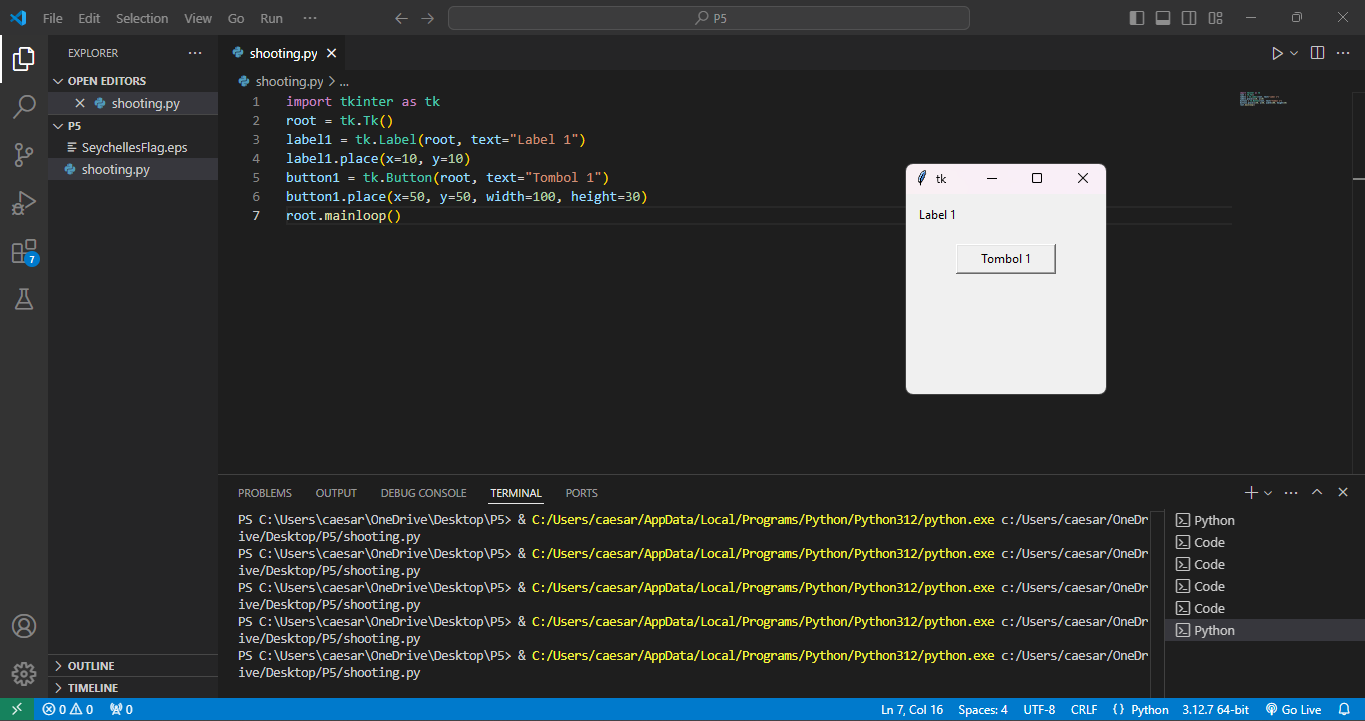 File Edit Selection View Go Run ···
P5
EXPLORER ···
OPEN EDITORS
shooting.py
P5
SeychellesFlag.eps
shooting.py
7
shooting.py
shooting.py > ...
1 import tkinter as tk
2 root = tk.Tk()
3 label1 = tk.Label(root, text="Label 1")
4 label1.place(x=10, y=10)
5 button1 = tk.Button(root, text="Tombol 1")
6 button1.place(x=50, y=50, width=100, height=30)
7 root.mainloop()
tk
Label 1
Tombol 1
PROBLEMS OUTPUT DEBUG CONSOLE TERMINAL PORTS
PS C:\Users\caesar\OneDrive\Desktop\P5> & C:/Users/caesar/AppData/Local/Programs/Python/Python312/python.exe c:/Users/caesar/OneDr
ive/Desktop/P5/shooting.py
PS C:\Users\caesar\OneDrive\Desktop\P5> & C:/Users/caesar/AppData/Local/Programs/Python/Python312/python.exe c:/Users/caesar/OneDr
ive/Desktop/P5/shooting.py
PS C:\Users\caesar\OneDrive\Desktop\P5> & C:/Users/caesar/AppData/Local/Programs/Python/Python312/python.exe c:/Users/caesar/OneDr
ive/Desktop/P5/shooting.py
PS C:\Users\caesar\OneDrive\Desktop\P5> & C:/Users/caesar/AppData/Local/Programs/Python/Python312/python.exe c:/Users/caesar/OneDr
ive/Desktop/P5/shooting.py
PS C:\Users\caesar\OneDrive\Desktop\P5> & C:/Users/caesar/AppData/Local/Programs/Python/Python312/python.exe c:/Users/caesar/OneDr
ive/Desktop/P5/shooting.py
Python
Code
Code
Code
Code
Python
OUTLINE
TIMELINE
0 0 0 Ln 7, Col 16 Spaces: 4 UTF-8 CRLF {} Python 3.12.7 64-bit Go Live